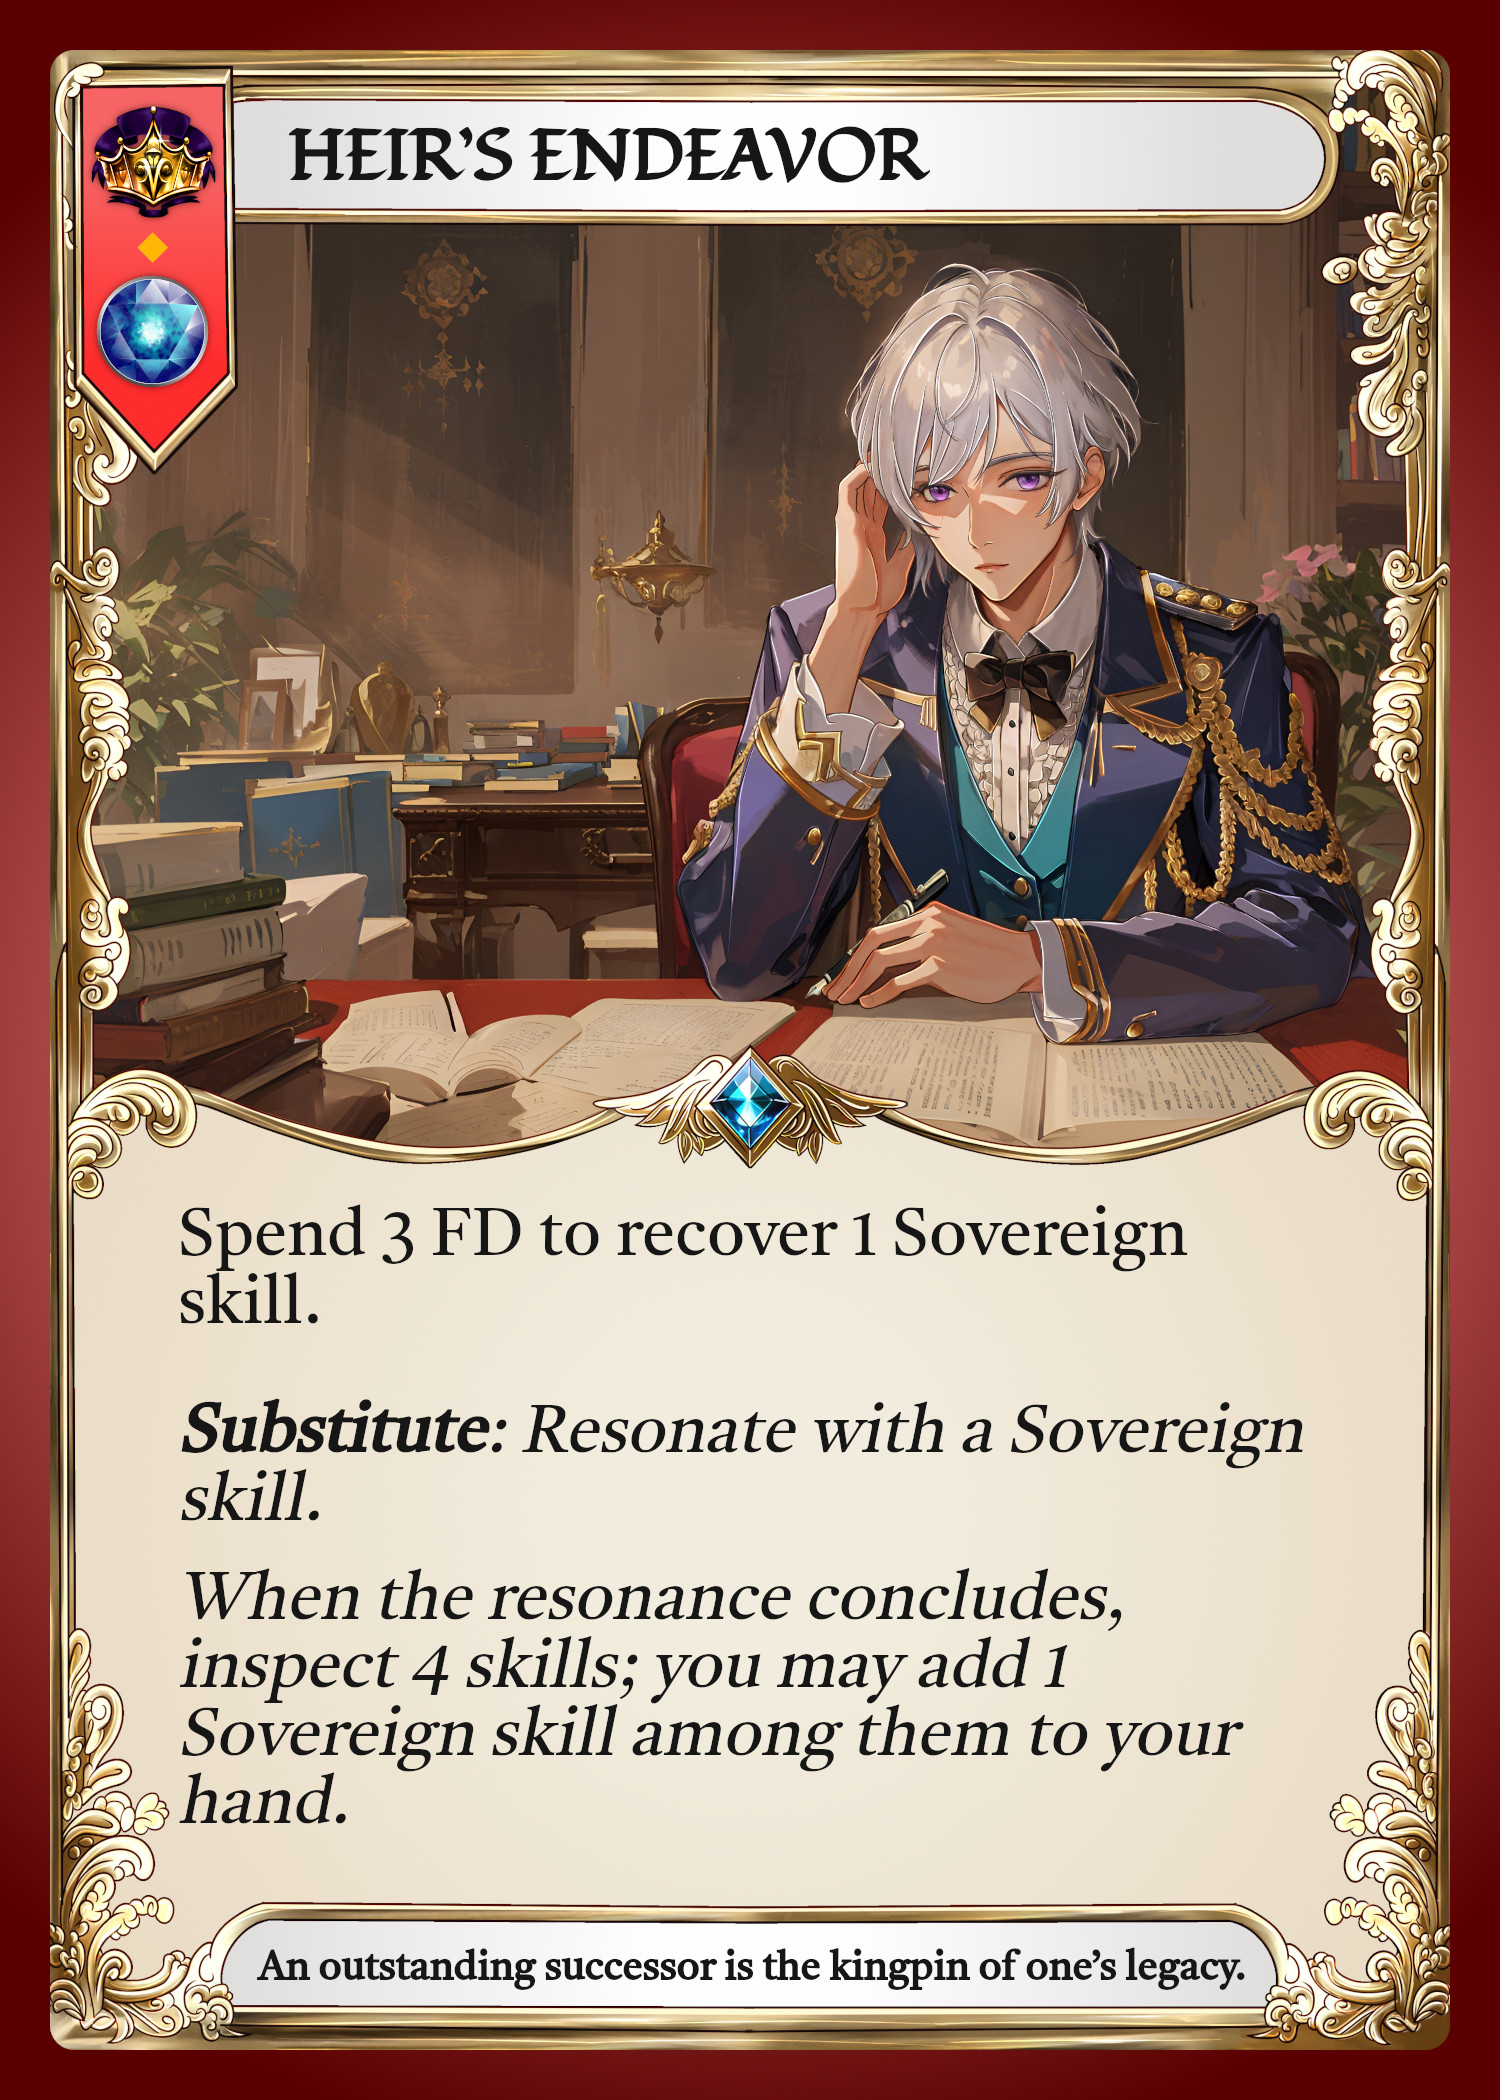 HEIR’S ENDEAVOR
Spend 3 FD to recover 1 Sovereign
skill.
Substitute: Resonate with a Sovereign
skill.
When the resonance concludes,
inspect 4 skills; you may add 1
Sovereign skill among them to your
hand.
An outstanding successor is the kingpin of one’s legacy.